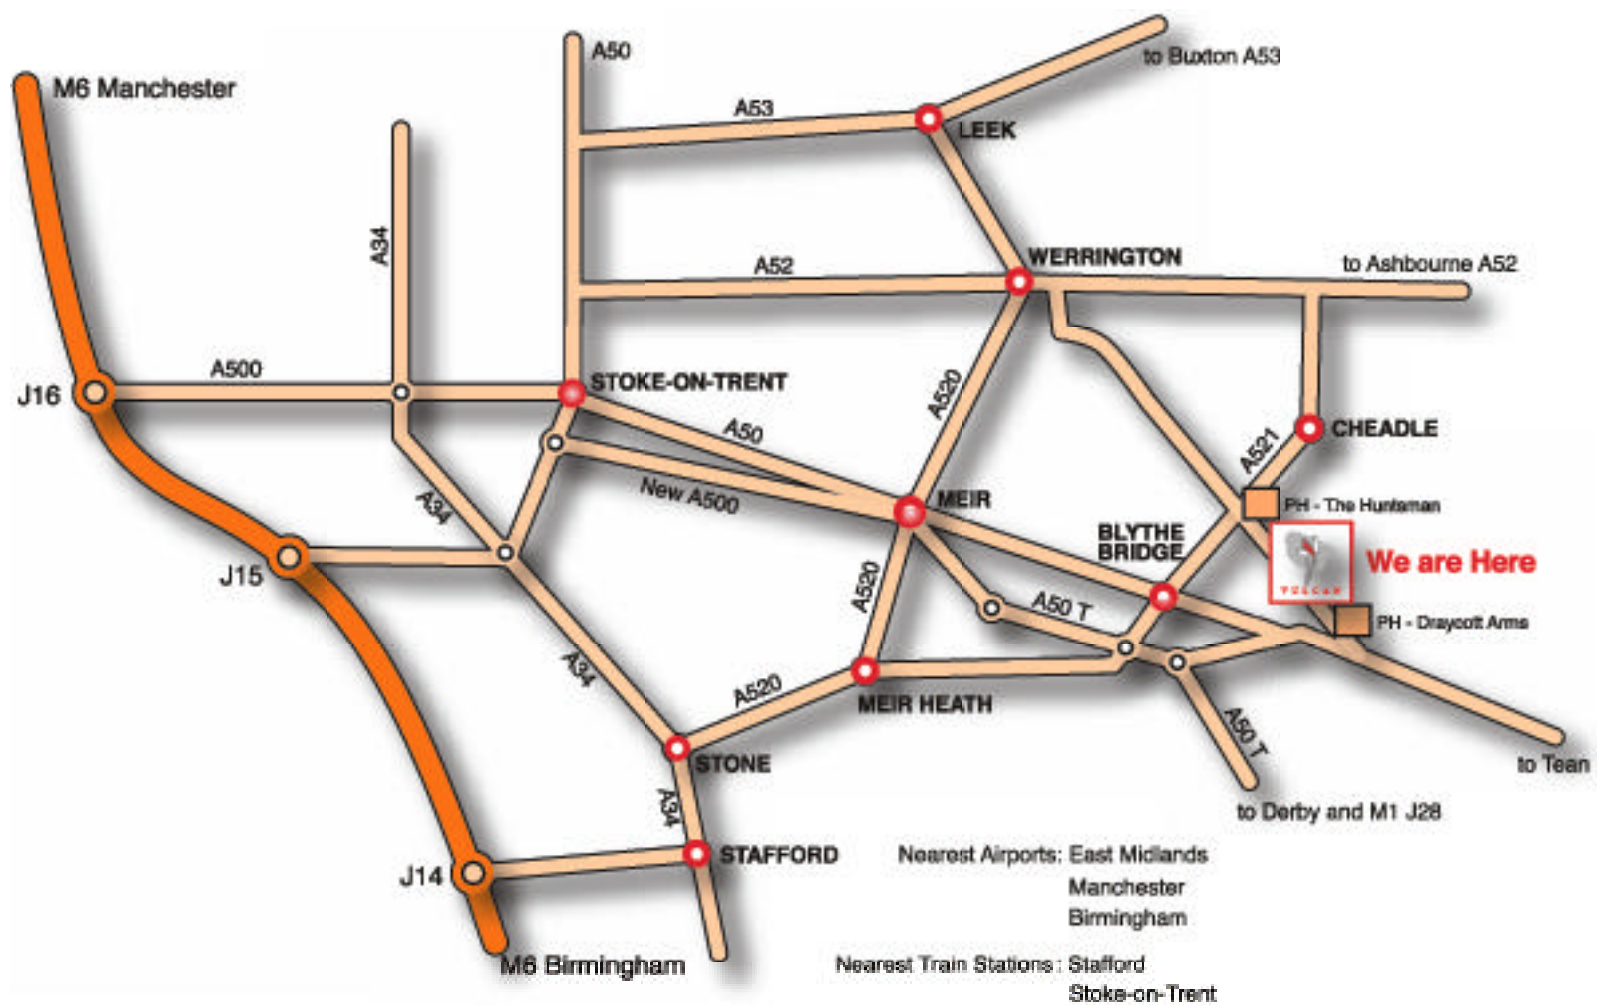 A50
to Buxton A53
M6 Manchester
A53
LEEK
A34
WERRINGTON
A52
to Ashbourne A52
A500
J16
STOKE-ON-TRENT
A520
A50
CHEADLE
A521
New A500
MEIR
PH - The Huntsman
A34
BLYTHE
BRIDGE
We are Here
VULCAN
J15
A520
A50 T
PH - Draycott Arms
A34
A520
MEIR HEATH
A50 T
STONE
to Tean
A34
to Derby and M1 J28
STAFFORD
J14
Nearest Airports: East Midlands
Manchester
Birmingham
M6 Birmingham
Nearest Train Stations: Stafford
Stoke-on-Trent